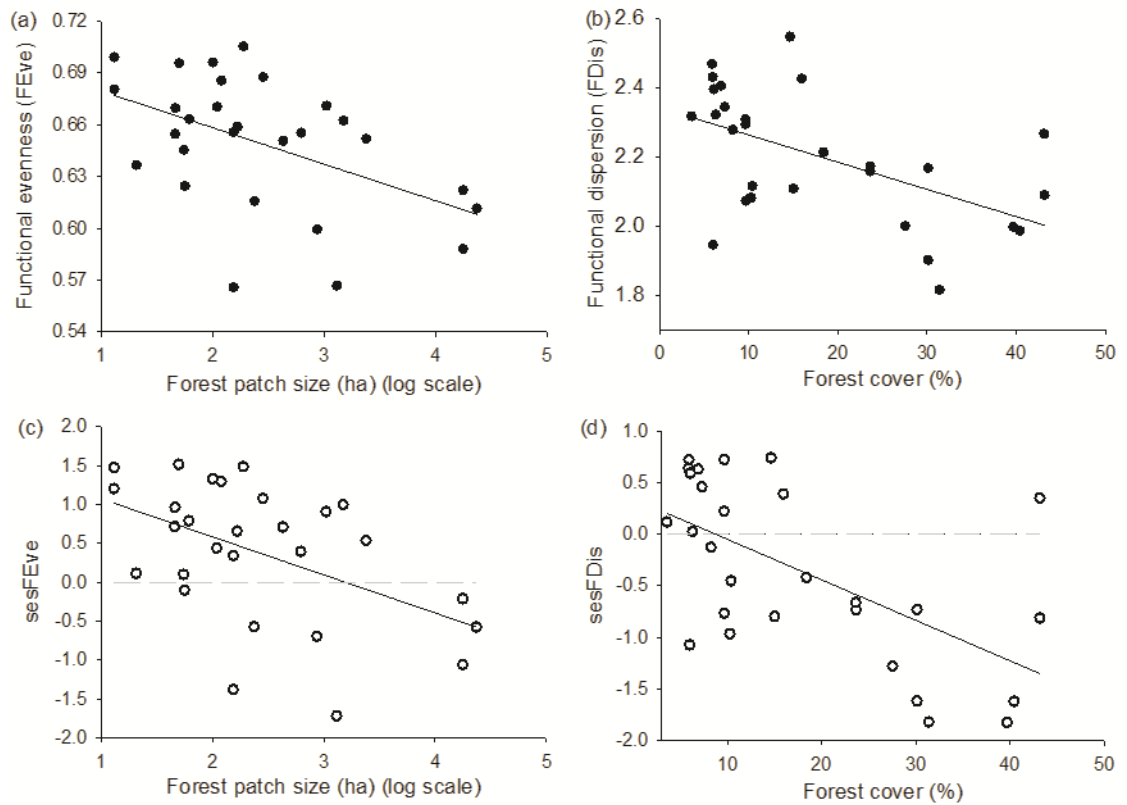 (a)
0.72
0.69
0.66
0.63
0.60
0.57
0.54
Functional evenness (FEve)
1 2 3 4 5
Forest patch size (ha) (log scale)
(b)
2.6
2.4
2.2
2.0
1.8
Functional dispersion (FDis)
0 10 20 30 40 50
Forest cover (%)
(c)
2.0
1.5
1.0
0.5
0.0
-0.5
-1.0
-1.5
-2.0
sesFEve
1 2 3 4 5
Forest patch size (ha) (log scale)
(d)
1.0
0.5
0.0
-0.5
-1.0
-1.5
-2.0
sesFDis
10 20 30 40 50
Forest cover (%)